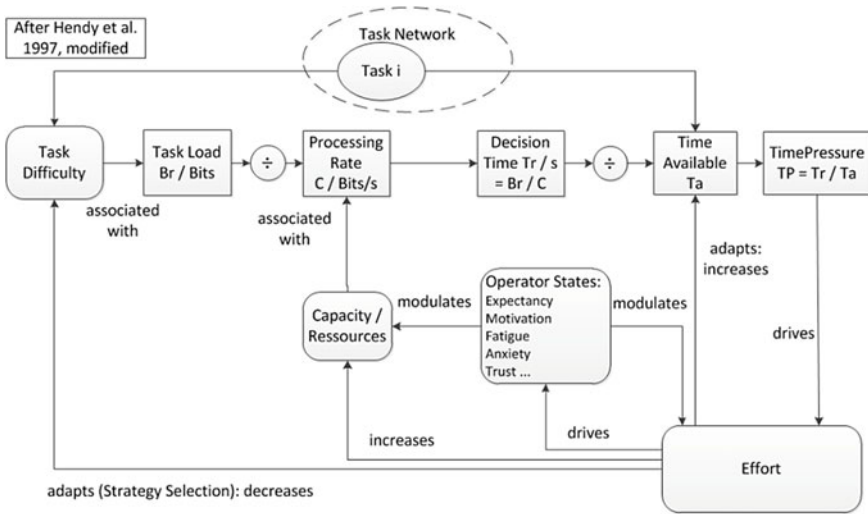 After Hendy et al.
1997, modified
Task Network
Task i
Task
Difficulty
Task Load
Br / Bits
÷
Processing
Rate
C / Bits/s
Decision
Time Tr / s
= Br / C
÷
Time
Available
Ta
TimePressure
TP = Tr / Ta
associated
with
associated
with
adapts:
increases
Capacity /
Ressources
modulates
Operator States:
Expectancy
Motivation
Fatigue
Anxiety
Trust ...
modulates
drives
increases
drives
Effort
adapts (Strategy Selection): decreases